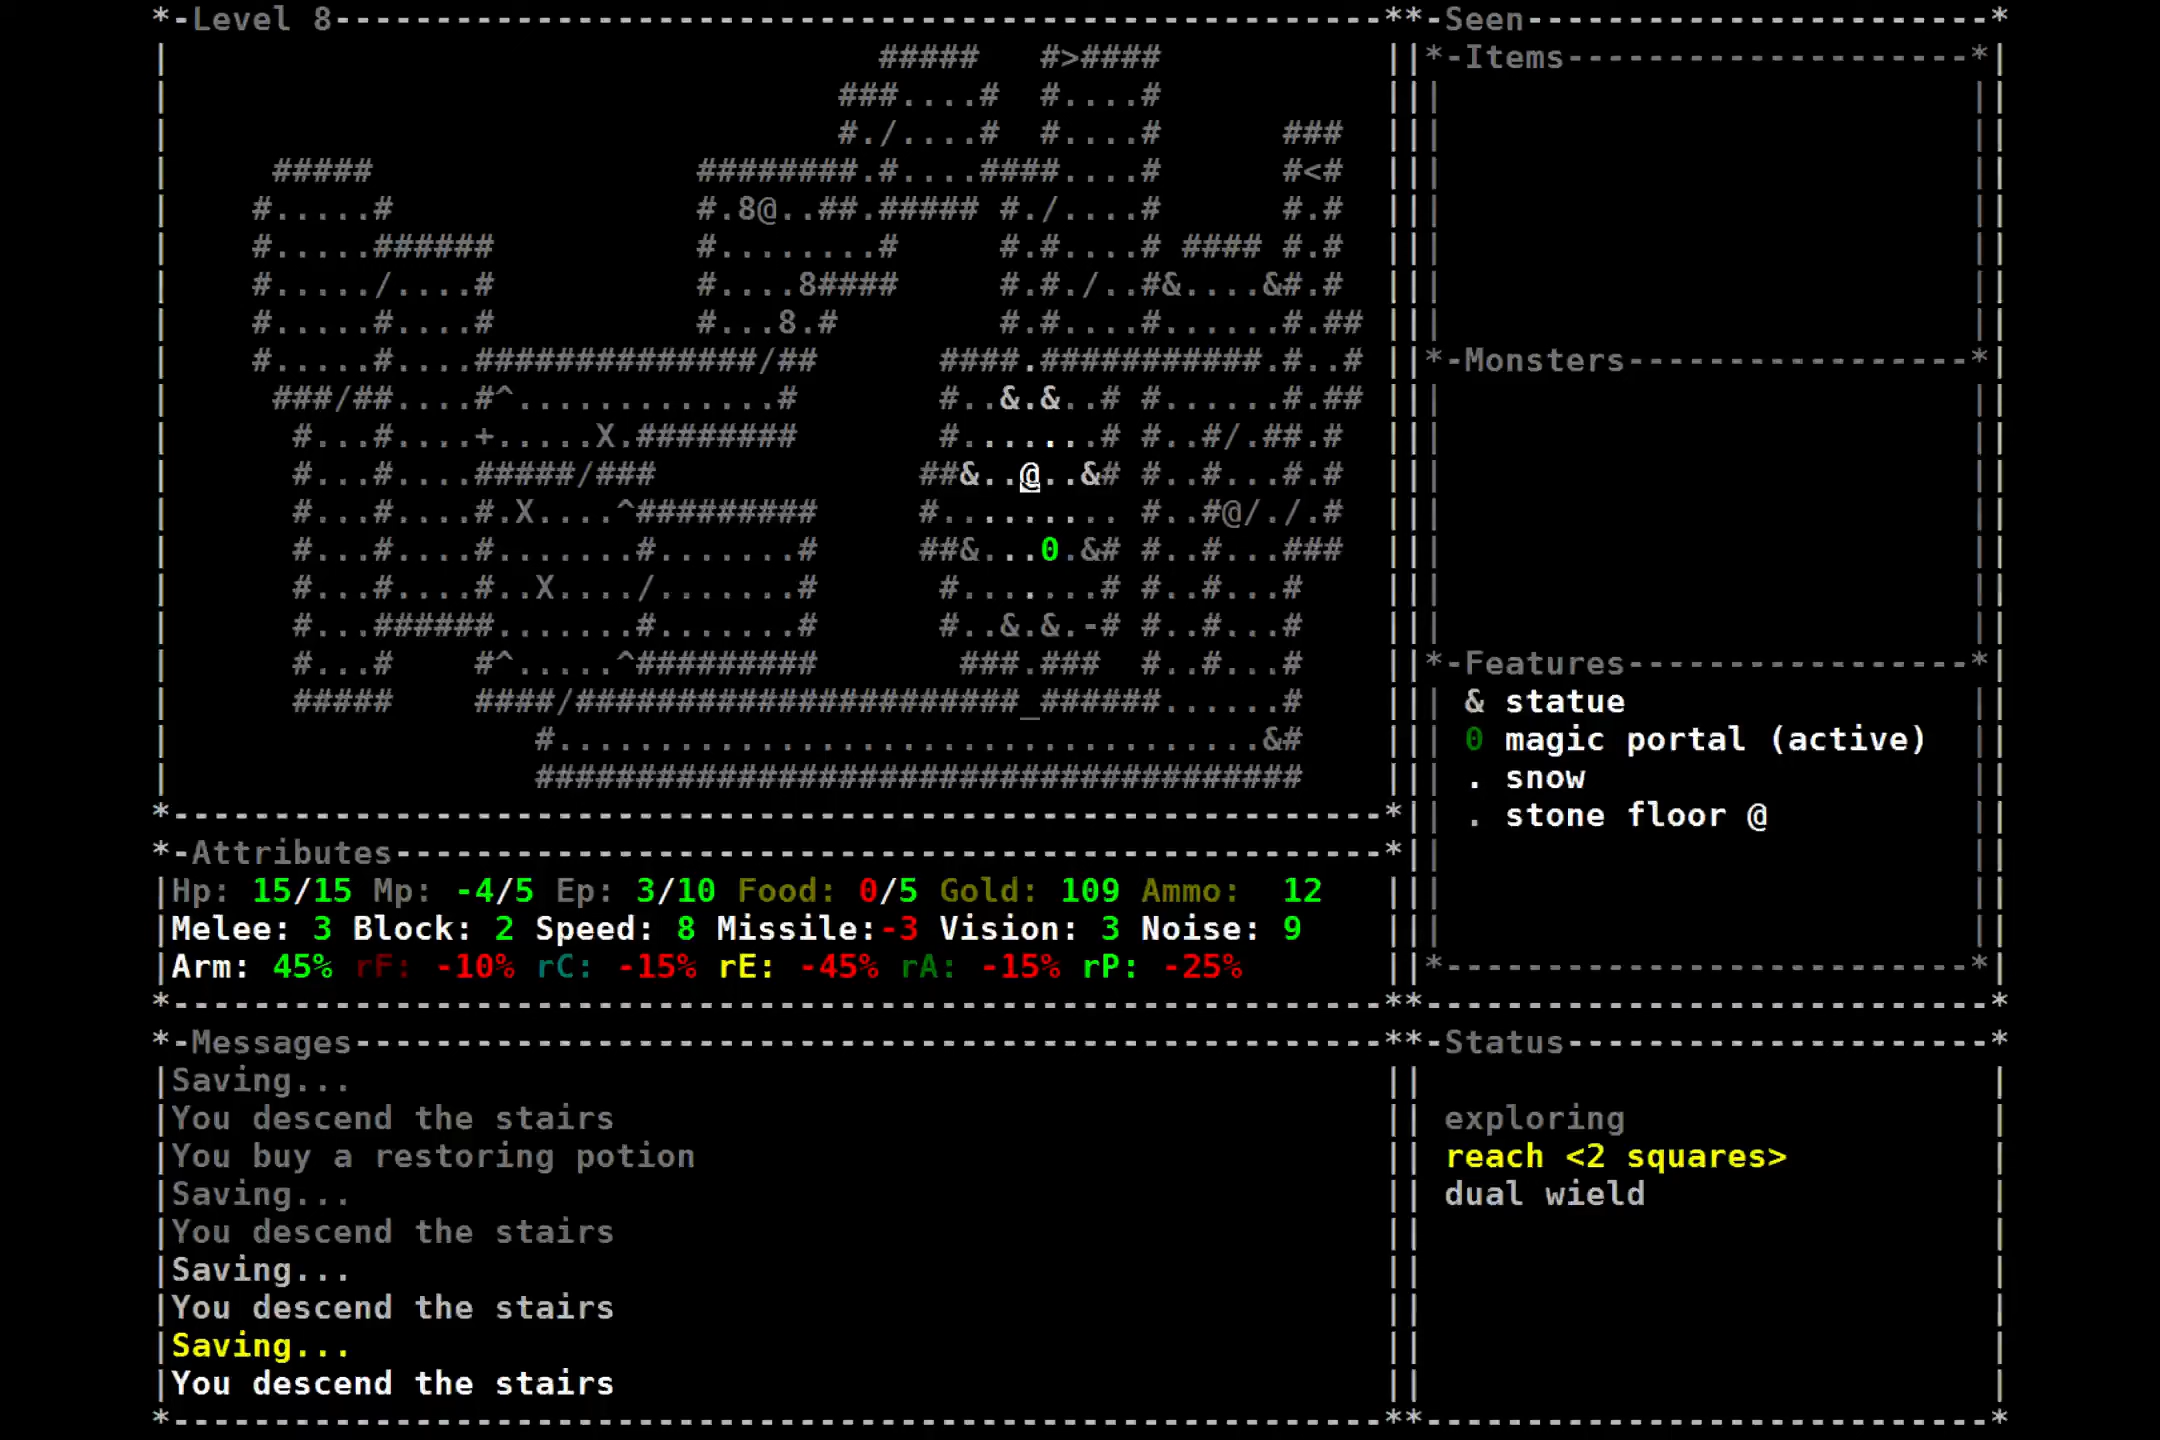 *-Level 8----------------------------------------------------**-Seen-----------------------*
|                                    #####   #>####           ||*-Items--------------------*|
|                                  ###....#  #....#           |||                          ||
|                                  #./....#  #....#      ###  |||                          ||
|     #####                ########.#....####....#      #<#  |||                          ||
|    #.....#               #.8@..##.##### #./....#      #.#  |||                          ||
|    #.....######          #........#     #.#....# #### #.#  |||                          ||
|    #...../....#          #....8####     #.#./..#&....&#.#  |||                          ||
|    #.....#....#          #...8.#        #.#....#......#.## |||                          ||
|    #.....#....##############/##      ####.###########.#..# ||*-Monsters-----------------*|
|     ###/##....#^.............#       #..&.&..# #......#.## |||                          ||
|      #...#....+.....X.########       #.......# #..#/.##.#  |||                          ||
|      #...#....#####/###             ##&..@..&# #..#...#.#  |||                          ||
|      #...#....#.X....^#########     #......... #..#@/./.#  |||                          ||
|      #...#....#.......#.......#     ##&...0.&# #..#...###  |||                          ||
|      #...#....#..X..../.......#      #.......# #..#...#    |||                          ||
|      #...######.......#.......#      #..&.&.-# #..#...#    |||                          ||
|      #...#    #^.....^#########       ###.###  #..#...#    ||*-Features-----------------*|
|      #####    ####/######################_######......#    ||| & statue                 ||
|                  #...................................&#    ||| 0 magic portal (active)  ||
|                  ######################################    ||| . snow                   ||
*------------------------------------------------------------*|| . stone floor @          ||
*-Attributes-------------------------------------------------*||                          ||
|Hp: 15/15 Mp: -4/5 Ep: 3/10 Food: 0/5 Gold: 109 Ammo:  12   |||                          ||
|Melee: 3 Block: 2 Speed: 8 Missile:-3 Vision: 3 Noise: 9    |||                          ||
|Arm: 45% rF: -10% rC: -15% rE: -45% rA: -15% rP: -25%       ||*--------------------------*|
*------------------------------------------------------------**----------------------------*
*-Messages---------------------------------------------------**-Status---------------------*
|Saving...                                                   ||                            |
|You descend the stairs                                      || exploring                  |
|You buy a restoring potion                                  || reach <2 squares>          |
|Saving...                                                   || dual wield                 |
|You descend the stairs                                      ||                            |
|Saving...                                                   ||                            |
|You descend the stairs                                      ||                            |
|Saving...                                                   ||                            |
|You descend the stairs                                      ||                            |
*------------------------------------------------------------**----------------------------*